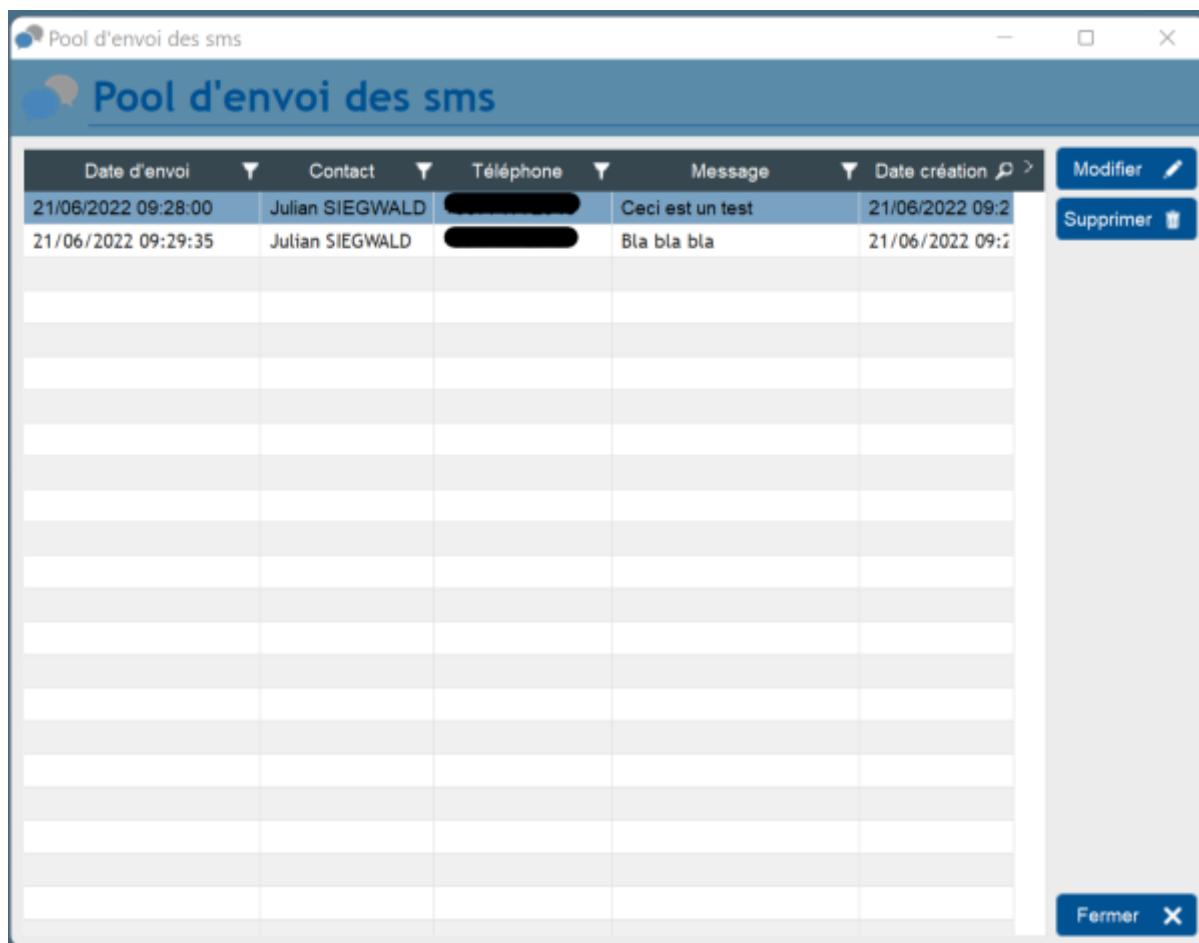 Pool d'envoi des sms
Pool d'envoi des sms
Date d'envoi Contact Téléphone Message Date création
Modifier
21/06/2022 09:28:00 Julian SIEGWALD Ceci est un test 21/06/2022 09:2
Supprimer
21/06/2022 09:29:35 Julian SIEGWALD Bla bla bla 21/06/2022 09:2
Fermer